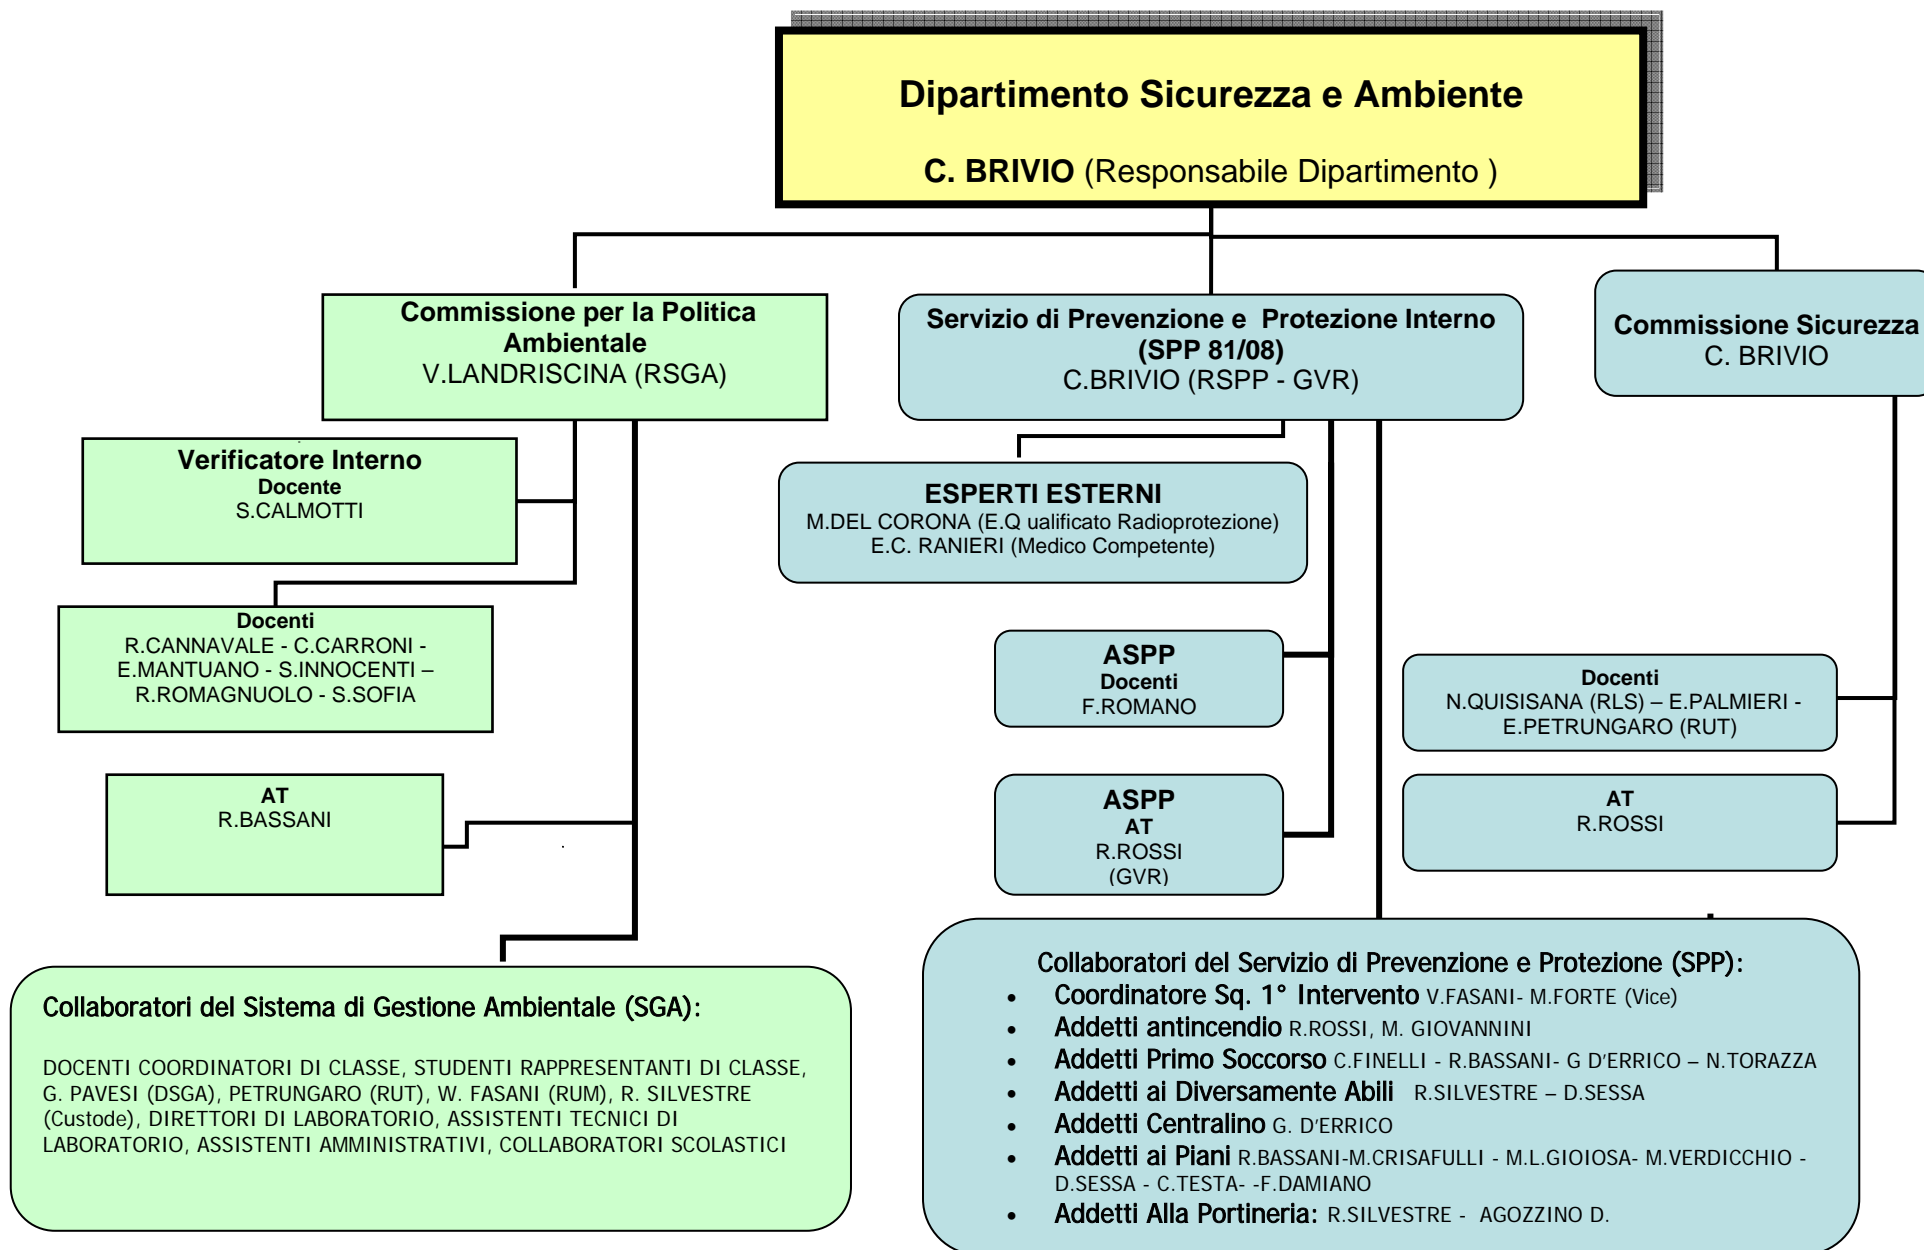 Dipartimento Sicurezza e Ambiente
C. BRIVIO (Responsabile Dipartimento )
Commissione per la Politica
Ambientale
V.LANDRISCINA (RSGA)
Servizio di Prevenzione e Protezione Interno
(SPP 81/08)
C.BRIVIO (RSPP - GVR)
Commissione Sicurezza
C. BRIVIO
Verificatore Interno
Docente
S.CALMOTTI
ESPERTI ESTERNI
M.DEL CORONA (E.Q ualificato Radioprotezione)
E.C. RANIERI (Medico Competente)
Docenti
R.CANNAVALE - C.CARRONI -
E.MANTUANO - S.INNOCENTI –
R.ROMAGNUOLO - S.SOFIA
ASPP
Docenti
F.ROMANO
Docenti
N.QUISISANA (RLS) – E.PALMIERI -
E.PETRUNGARO (RUT)
AT
R.BASSANI
ASPP
AT
R.ROSSI
(GVR)
AT
R.ROSSI
Collaboratori del Sistema di Gestione Ambientale (SGA):
DOCENTI COORDINATORI DI CLASSE, STUDENTI RAPPRESENTANTI DI CLASSE,
G. PAVESI (DSGA), PETRUNGARO (RUT), W. FASANI (RUM), R. SILVESTRE
(Custode), DIRETTORI DI LABORATORIO, ASSISTENTI TECNICI DI
LABORATORIO, ASSISTENTI AMMINISTRATIVI, COLLABORATORI SCOLASTICI
Collaboratori del Servizio di Prevenzione e Protezione (SPP):
• Coordinatore Sq. 1° Intervento V.FASANI- M.FORTE (Vice)
• Addetti antincendio R.ROSSI, M. GIOVANNINI
• Addetti Primo Soccorso C.FINELLI - R.BASSANI- G D'ERRICO – N.TORAZZA
• Addetti ai Diversamente Abili R.SILVESTRE – D.SESSA
• Addetti Centralino G. D'ERRICO
• Addetti ai Piani R.BASSANI-M.CRISAFULLI - M.L.GIOIOSA- M.VERDICCHIO -
D.SESSA - C.TESTA- -F.DAMIANO
• Addetti Alla Portineria: R.SILVESTRE - AGOZZINO D.